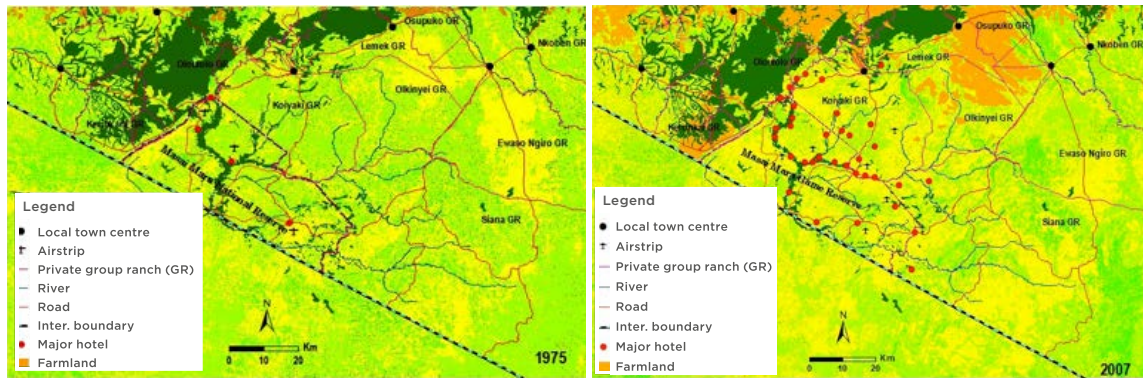 Osupuko GR
Nkoben GR
Lemek GR
Olkinyei GR
Koiyaki GR
Ewaso Ngiro GR
Siana GR
Legend
Local town centre
Airstrip
Private group ranch (GR)
River
Road
Inter. boundary
Major hotel
Farmland
N
Km
0 10 20
1975
Osupuko GR
Nkoben GR
Lemek GR
Koiyaki GR
Olkinyei GR
Ewaso Ngiro GR
Siana GR
Legend
Local town centre
Airstrip
Private group ranch (GR)
River
Road
Inter. boundary
Major hotel
Farmland
N
Km
0 10 20
2007